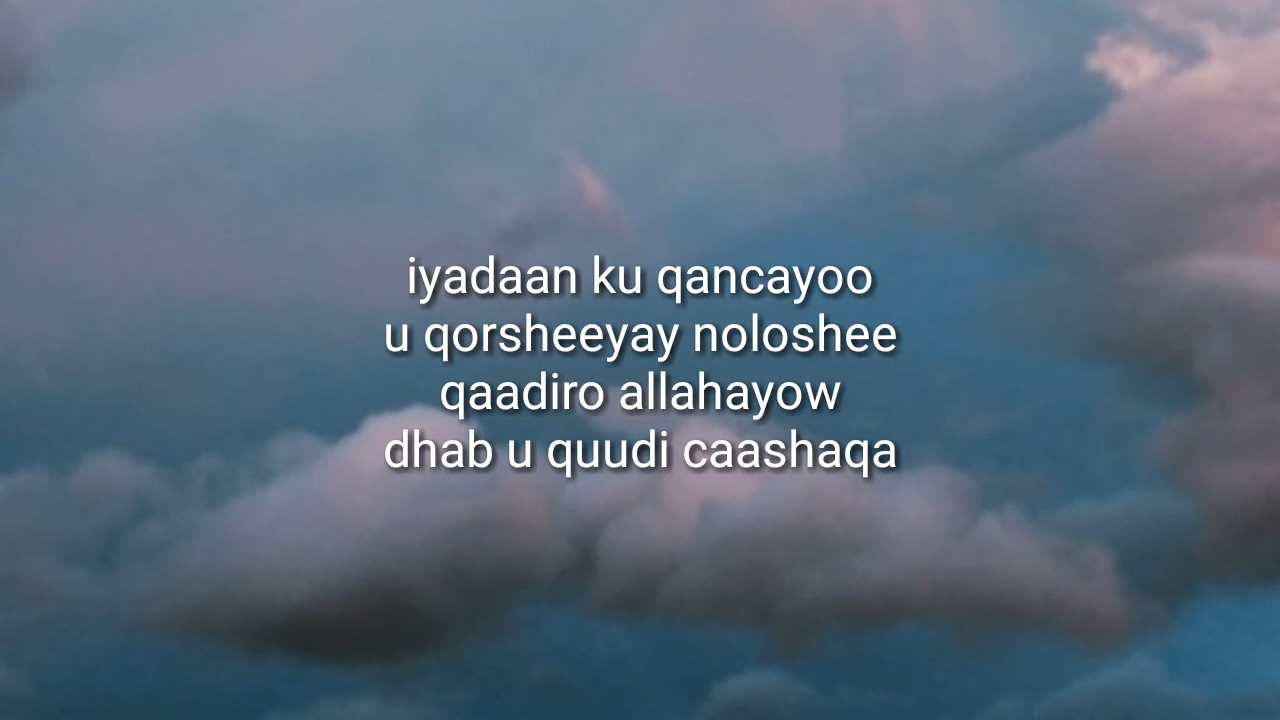 iyadaan ku qancayoo
u qorsheeyay noloshee
qaadiro allahayow
dhab u quudi caashaqa